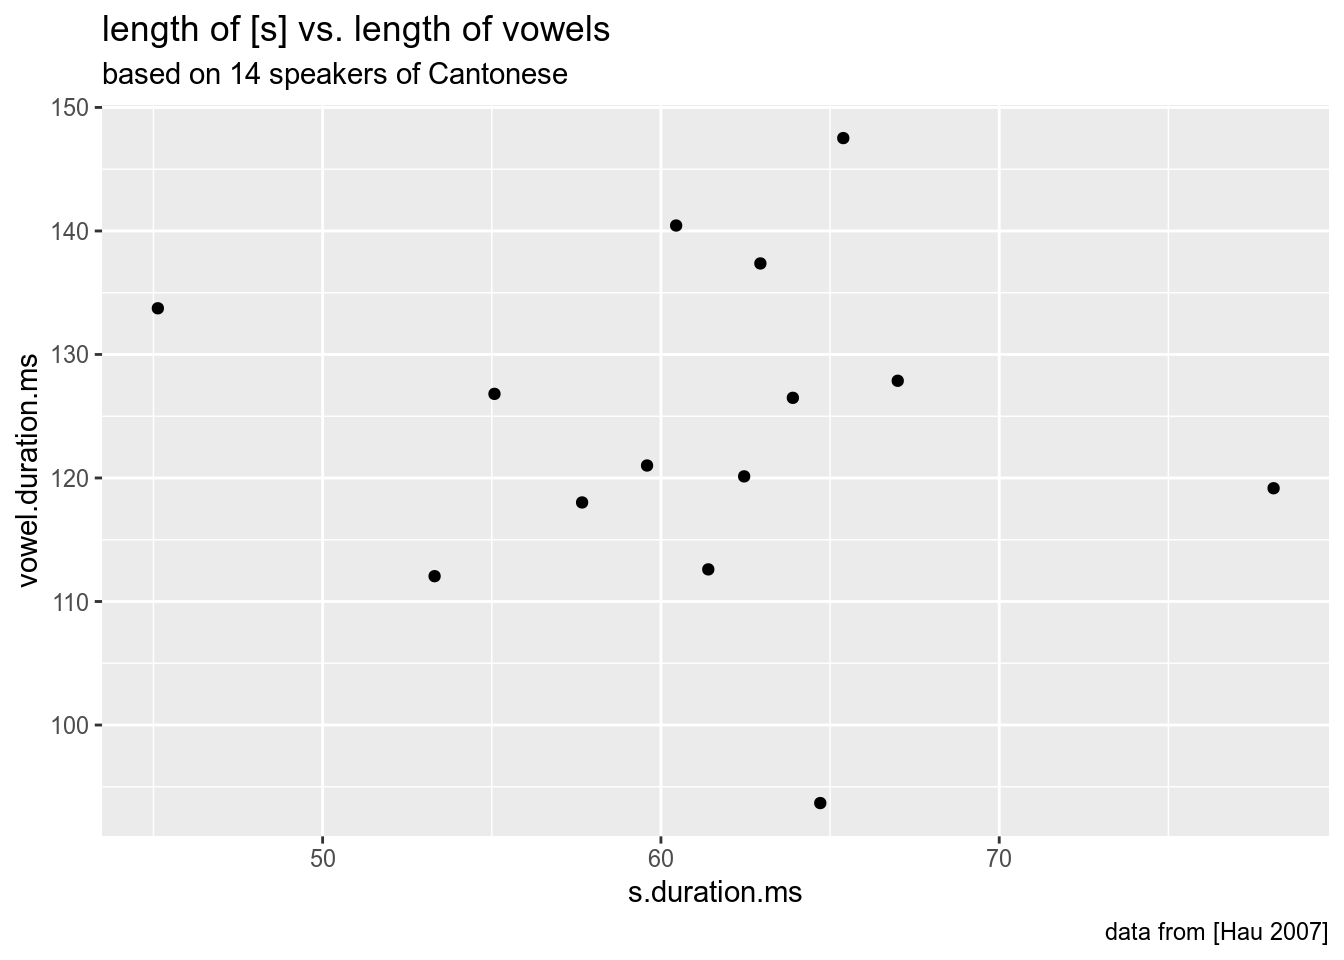 length of [s] vs. length of vowels
based on 14 speakers of Cantonese
150
140
130
120
110
100
vowel.duration.ms
50 60 70
s.duration.ms
data from [Hau 2007]